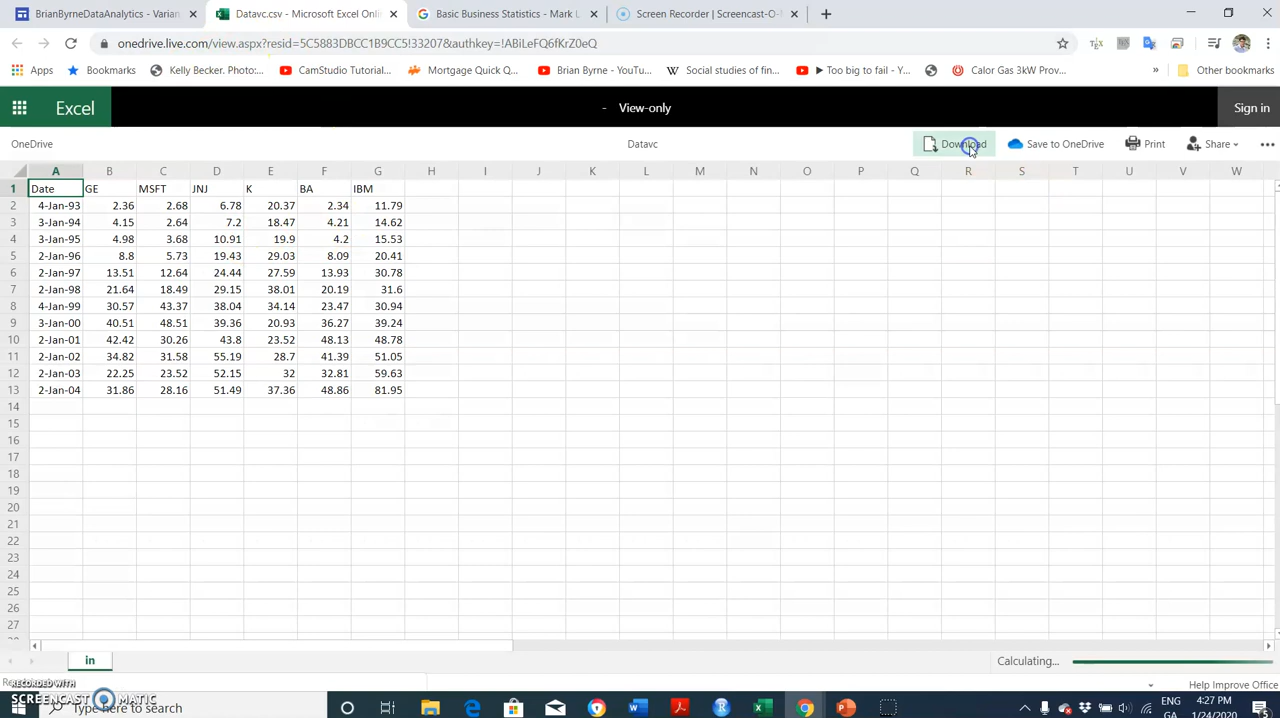 BrianByrneDataAnalytics - Varian
Datavc.csv - Microsoft Excel Onli
Basic Business Statistics - Mark L
Screen Recorder | Screencast-O-
onedrive.live.com/view.aspx?resid=5C5883DBCC1B9CC5!33207&authkey=!ABiLeFQ6fKrZ0eQ
Apps Bookmarks Kelly Becker. Photo:... CamStudio Tutorial... Mortgage Quick Q... Brian Byrne - YouTu... Social studies of fin... ▶ Too big to fail - Y... Calor Gas 3kW Prov... » Other bookmarks
Excel - View-only Sign in
OneDrive Datavc Download Save to OneDrive Print Share
A B C D E F G H I J K L M N O P Q R S T U V W
1 Date GE MSFT JNJ K BA IBM
2 4-Jan-93 2.36 2.68 6.78 20.37 2.34 11.79
3 3-Jan-94 4.15 2.64 7.2 18.47 4.21 14.62
4 3-Jan-95 4.98 3.68 10.91 19.9 4.2 15.53
5 2-Jan-96 8.8 5.73 19.43 29.03 8.09 20.41
6 2-Jan-97 13.51 12.64 24.44 27.59 13.93 30.78
7 2-Jan-98 21.64 18.49 29.15 38.01 20.19 31.6
8 4-Jan-99 30.57 43.37 38.04 34.14 23.47 30.94
9 3-Jan-00 40.51 48.51 39.36 20.93 36.27 39.24
10 2-Jan-01 42.42 30.26 43.8 23.52 48.13 48.78
11 2-Jan-02 34.82 31.58 55.19 28.7 41.39 51.05
12 2-Jan-03 22.25 23.52 52.15 32 32.81 59.63
13 2-Jan-04 31.86 28.16 51.49 37.36 48.86 81.95
14
15
16
17
18
19
20
21
22
23
24
25
26
27
in
Calculating...
Help Improve Office
RECORDED WITH
SCREENCAST MATIC
Type here to search
ENG 4:27 PM
GA 1/24/2020